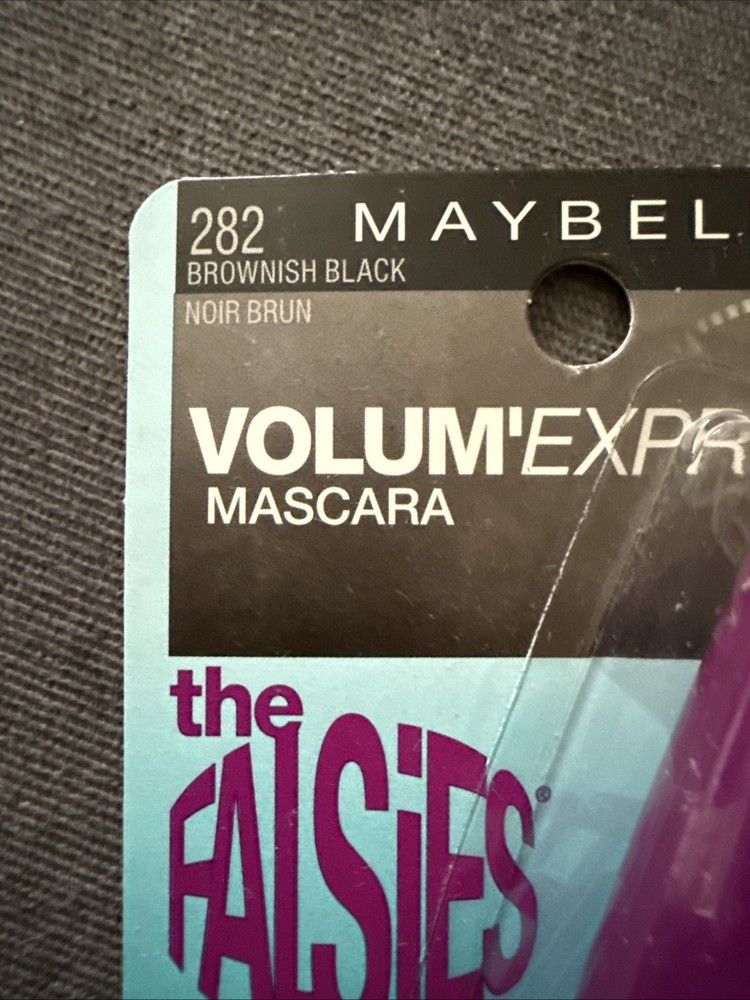 282 MAYBEL
BROWNISH BLACK
NOIR BRUN
VOLUM'EXPR
MASCARA
the
FALSIES®